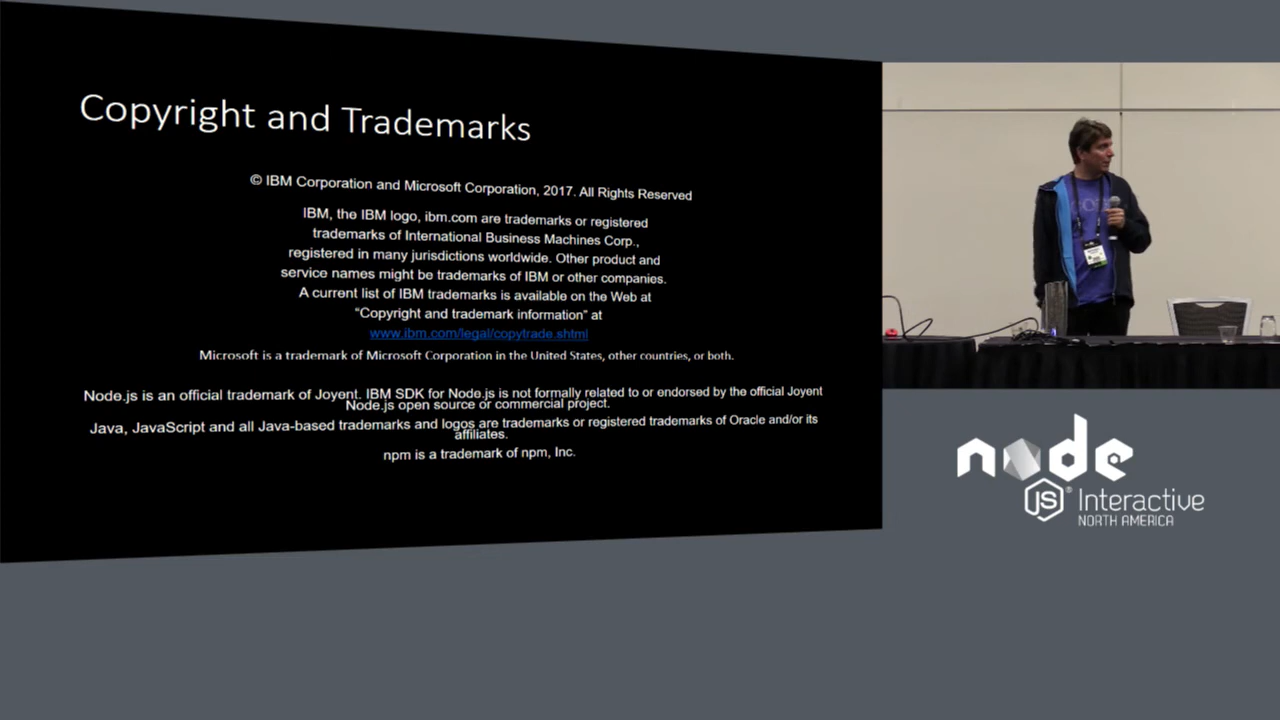 Copyright and Trademarks
© IBM Corporation and Microsoft Corporation, 2017. All Rights Reserved
IBM, the IBM logo, ibm.com are trademarks or registered
trademarks of International Business Machines Corp.,
registered in many jurisdictions worldwide. Other product and
service names might be trademarks of IBM or other companies.
A current list of IBM trademarks is available on the Web at
“Copyright and trademark information” at
www.ibm.com/legal/copytrade.shtml
Microsoft is a trademark of Microsoft Corporation in the United States, other countries, or both.
Node.js is an official trademark of Joyent. IBM SDK for Node.js is not formally related to or endorsed by the official Joyent
Node.js open source or commercial project.
Java, JavaScript and all Java-based trademarks and logos are trademarks or registered trademarks of Oracle and/or its
affiliates.
npm is a trademark of npm, Inc.
node
JS® Interactive
NORTH AMERICA